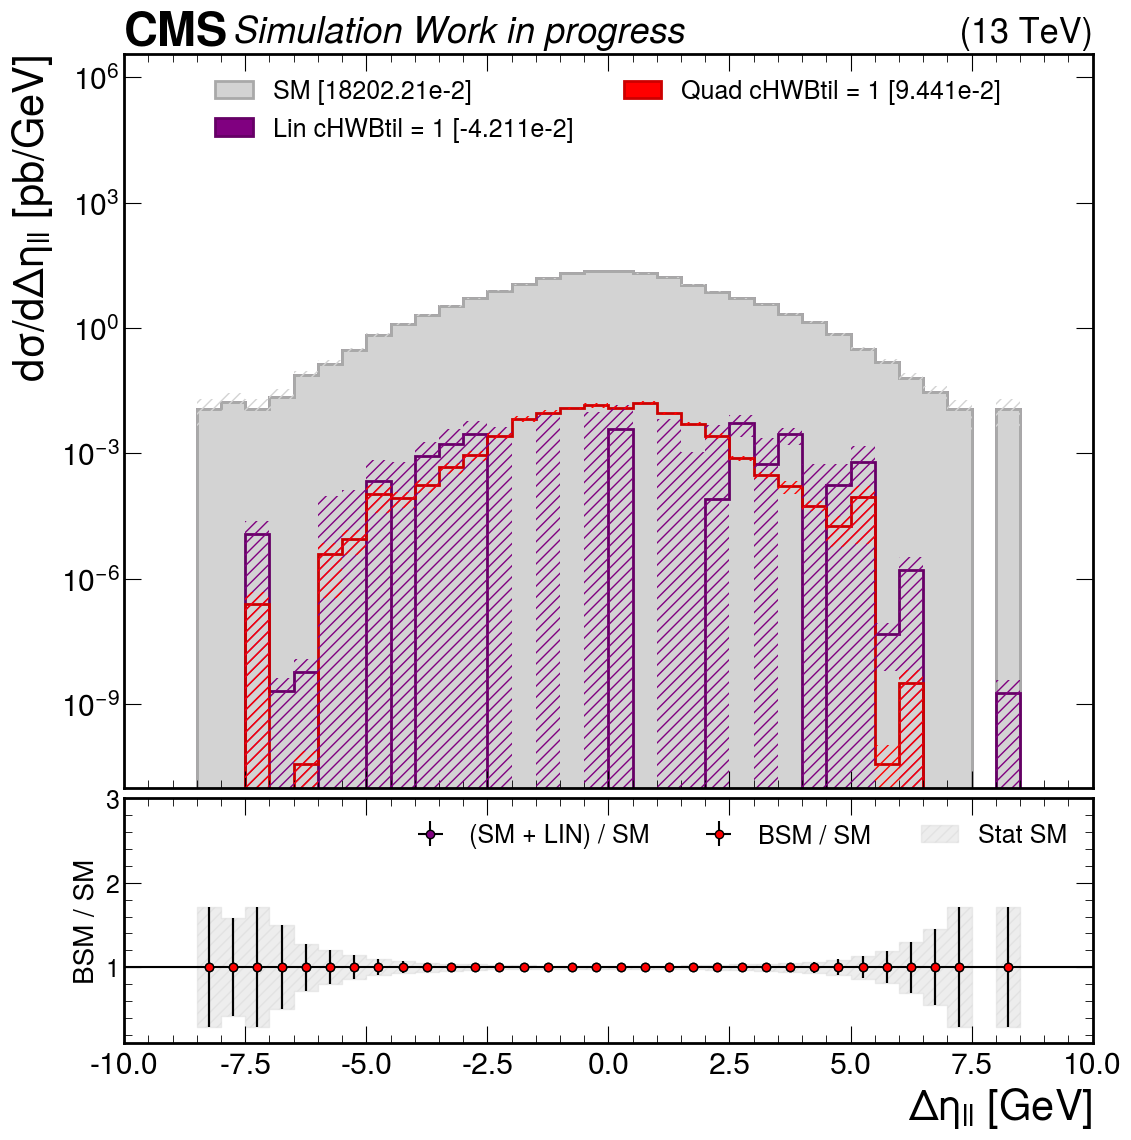 CMS Simulation Work in progress (13 TeV)
dσ/dΔη_ll [pb/GeV]
SM [18202.21e-2]
Quad cHWBtil = 1 [9.441e-2]
Lin cHWBtil = 1 [-4.211e-2]
10^6
10^3
10^0
10^−3
10^−6
10^−9
BSM / SM
(SM + LIN) / SM
BSM / SM
Stat SM
3
2
1
-10.0 -7.5 -5.0 -2.5 0.0 2.5 5.0 7.5 10.0
Δη_ll [GeV]